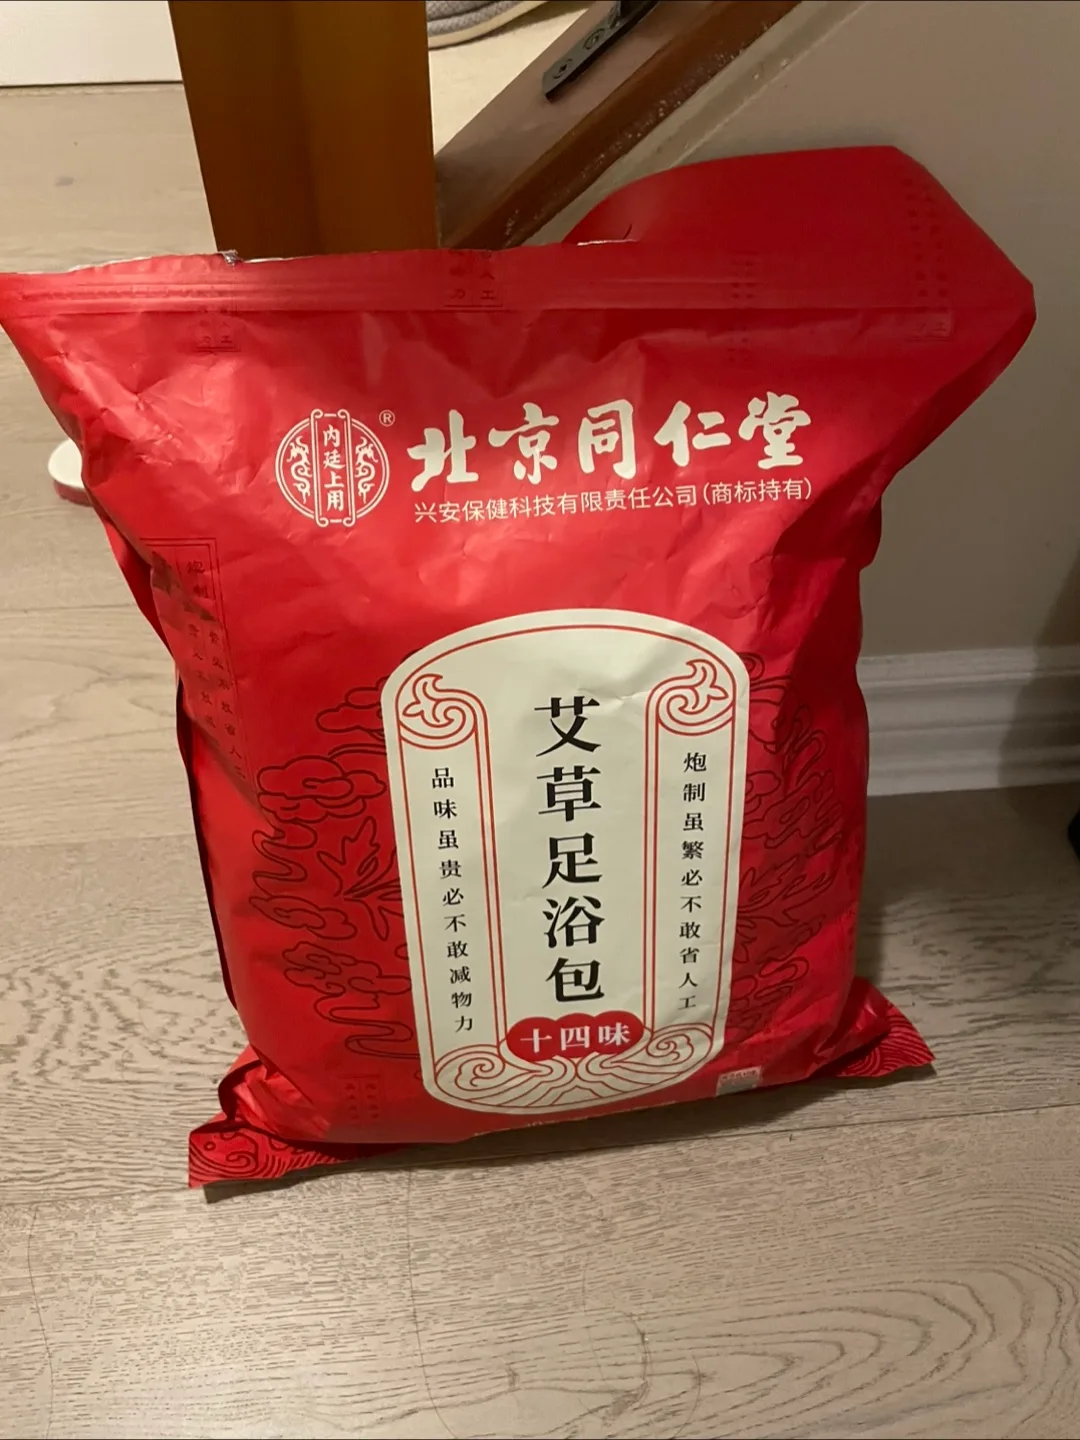 内廷上用
®
北京同仁堂
兴安保健科技有限责任公司(商标持有)
炮制虽繁必不敢省人工
艾草足浴包
十四味
品味虽贵必不敢减物力